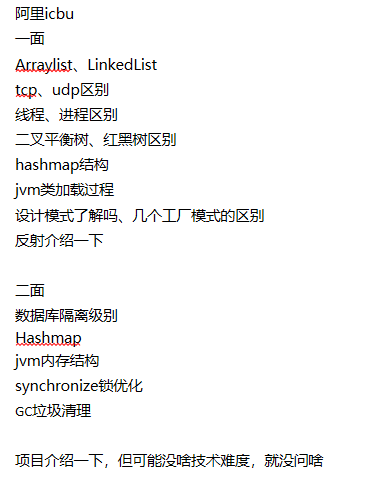 阿里icbu
一面
Arraylist、LinkedList
tcp、udp区别
线程、进程区别
二叉平衡树、红黑树区别
hashmap结构
jvm类加载过程
设计模式了解吗、几个工厂模式的区别
反射介绍一下
二面
数据库隔离级别
Hashmap
jvm内存结构
synchronize锁优化
GC垃圾清理
项目介绍一下，但可能没啥技术难度，就没问啥